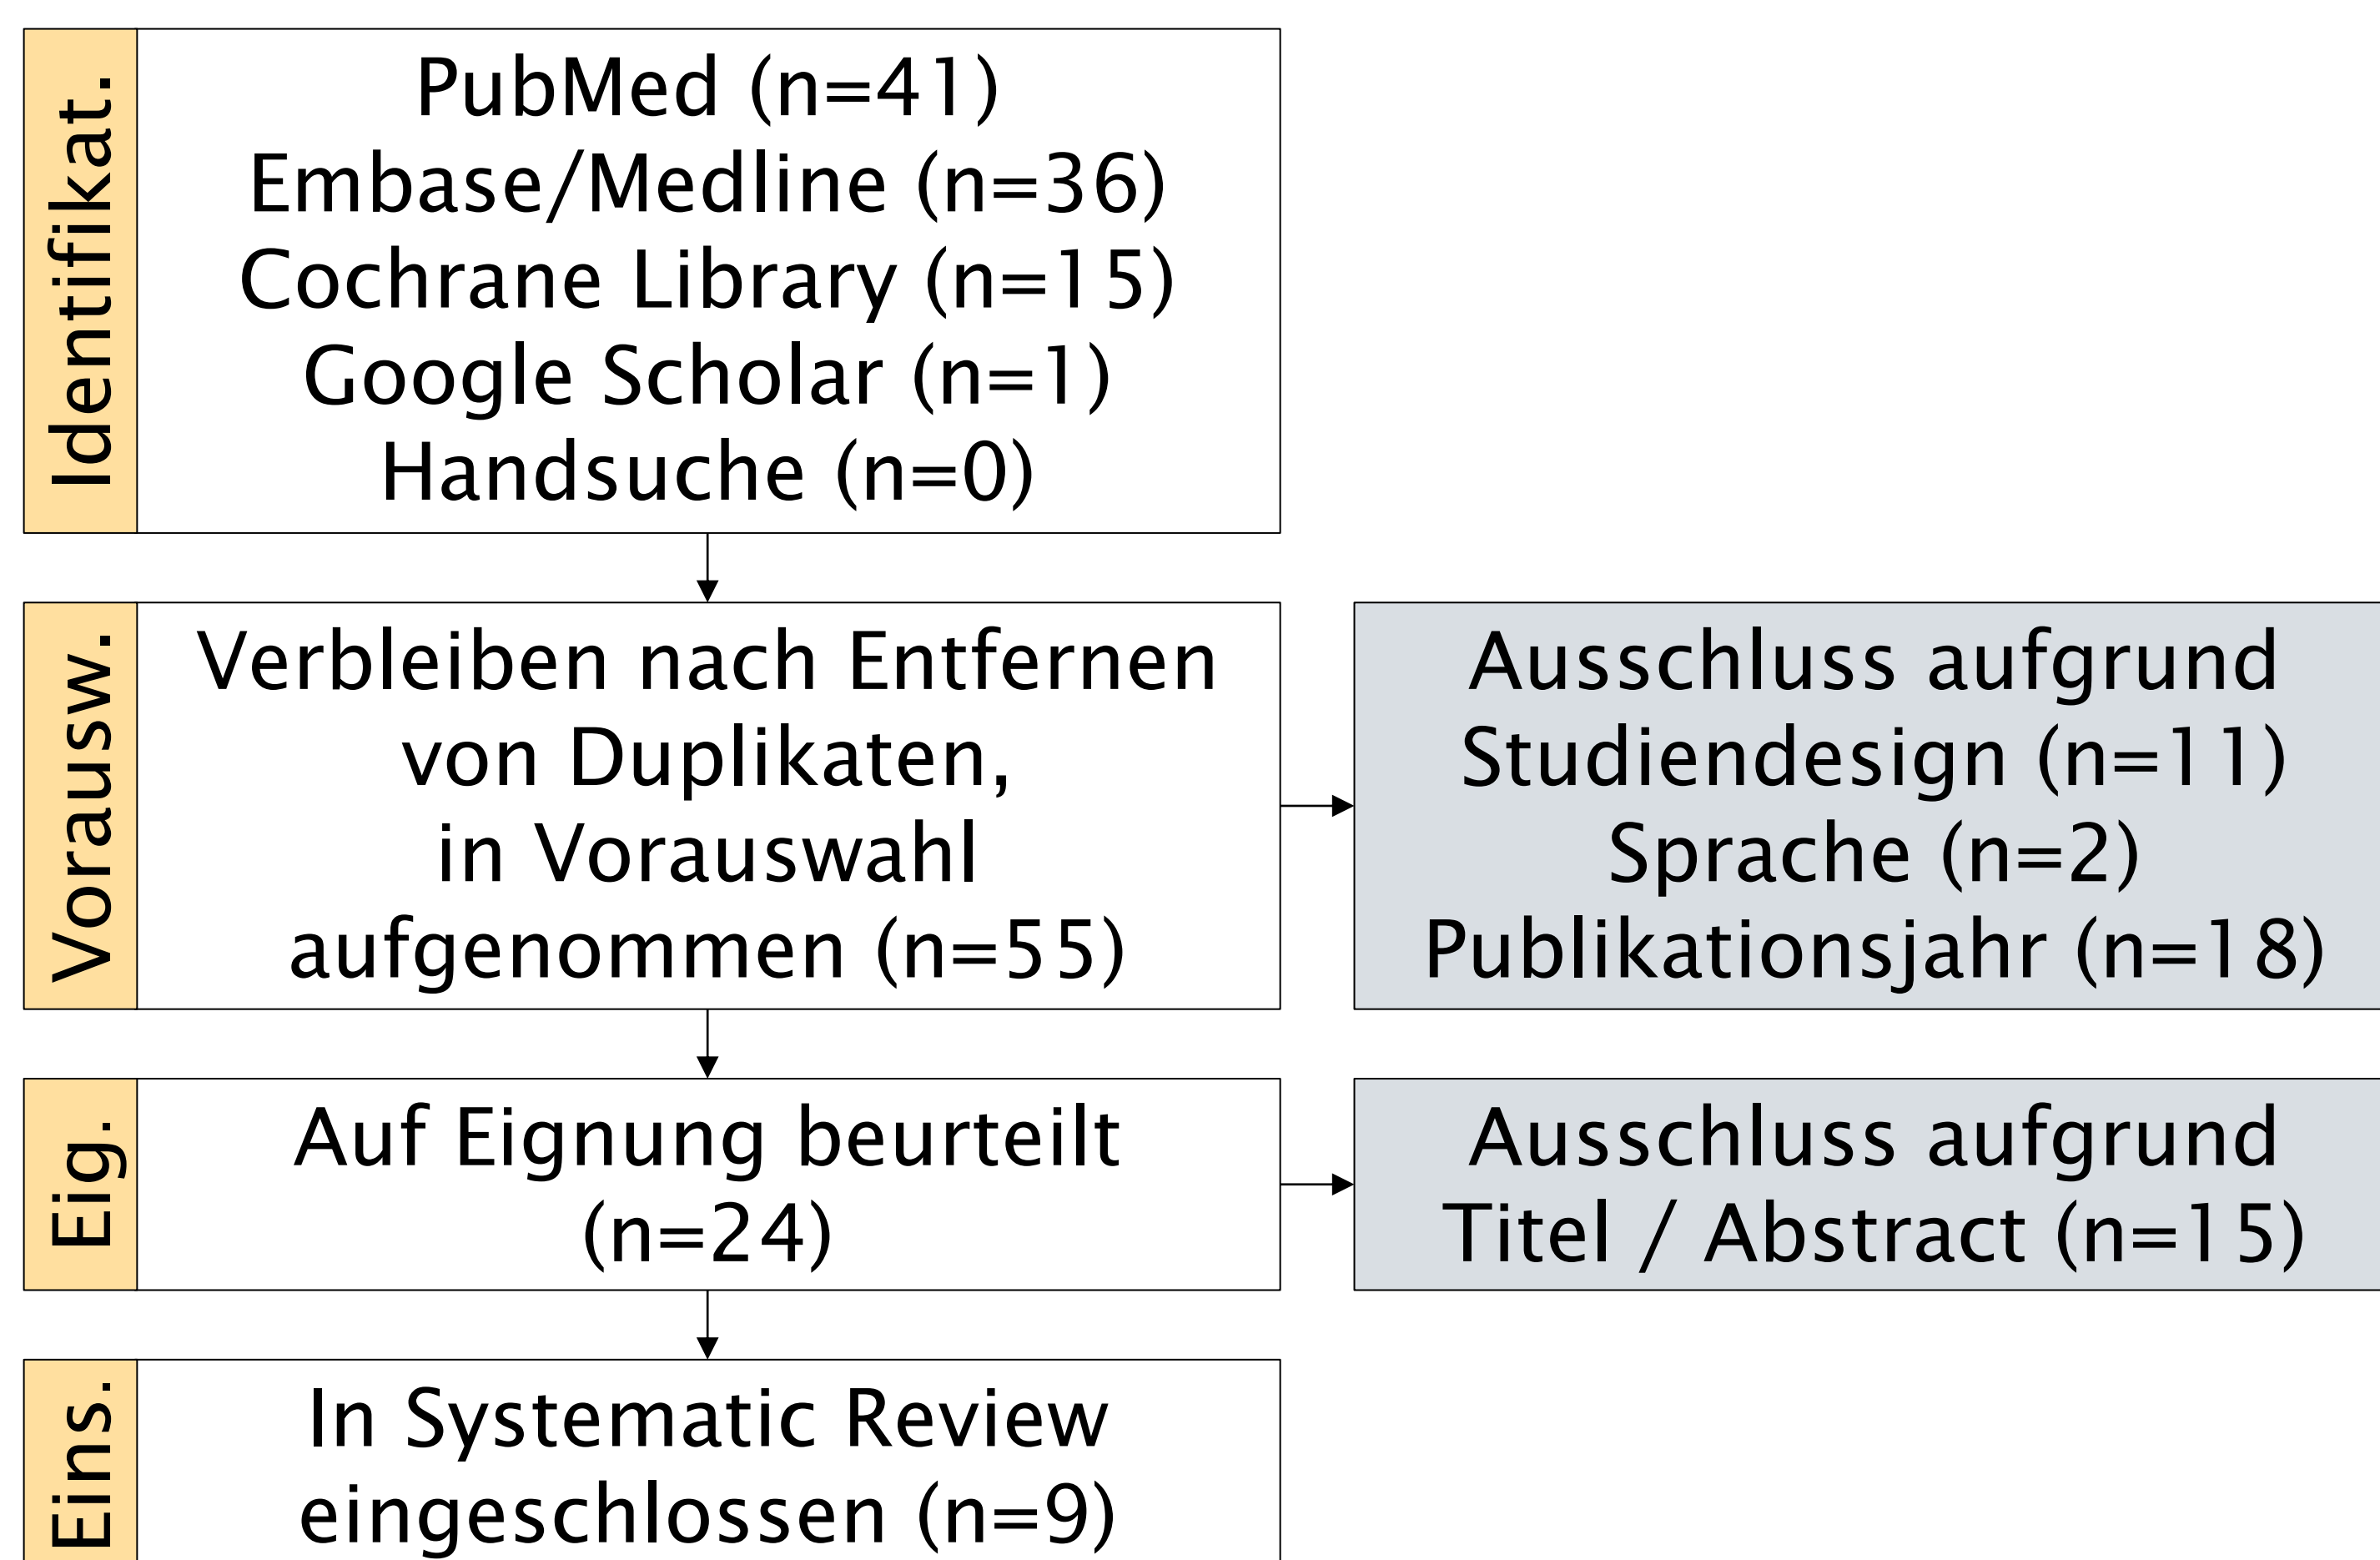 Identifikat.
PubMed (n=41)
Embase/Medline (n=36)
Cochrane Library (n=15)
Google Scholar (n=1)
Handsuche (n=0)
Vorausw.
Verbleiben nach Entfernen
von Duplikaten,
in Vorauswahl
aufgenommen (n=55)
Ausschluss aufgrund
Studiendesign (n=11)
Sprache (n=2)
Publikationsjahr (n=18)
Eig.
Auf Eignung beurteilt
(n=24)
Ausschluss aufgrund
Titel / Abstract (n=15)
Eins.
In Systematic Review
eingeschlossen (n=9)